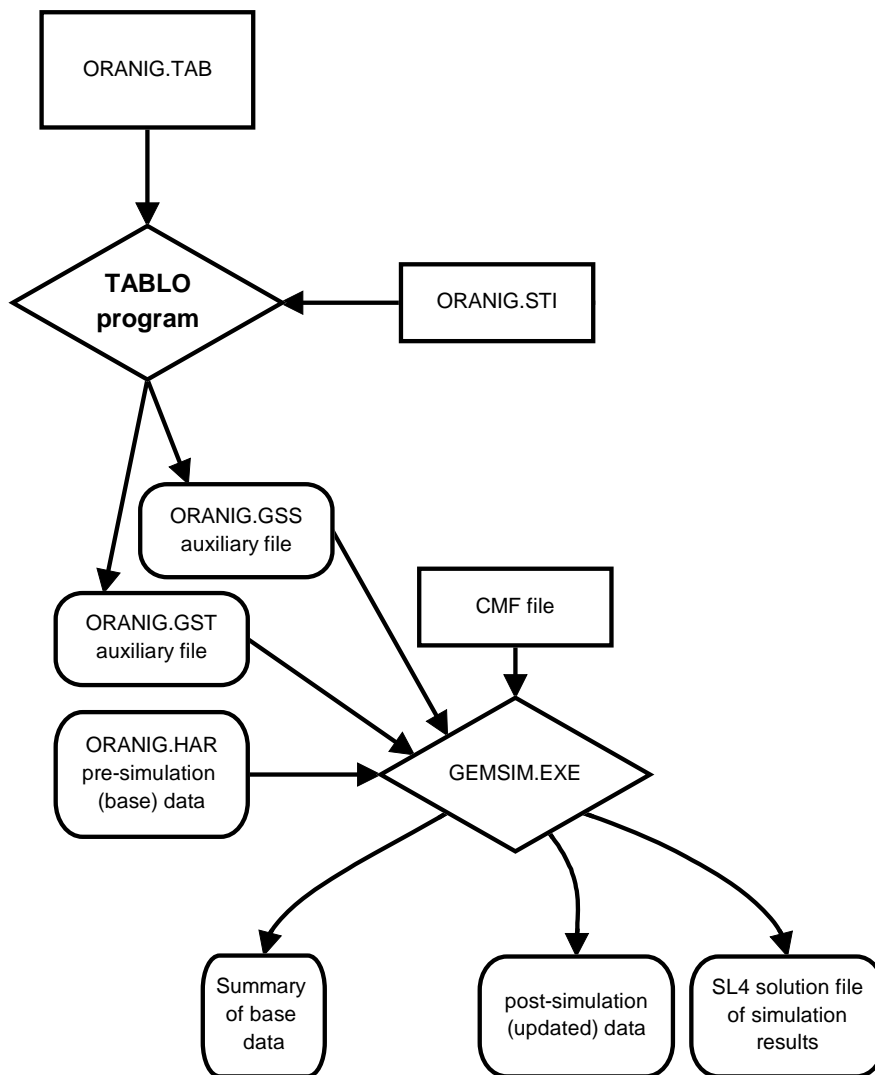 ORANIG.TAB
TABLO
program
ORANIG.STI
ORANIG.GSS
auxiliary file
CMF file
ORANIG.GST
auxiliary file
ORANIG.HAR
pre-simulation
(base) data
GEMSIM.EXE
Summary
of base
data
post-simulation
(updated) data
SL4 solution file
of simulation
results